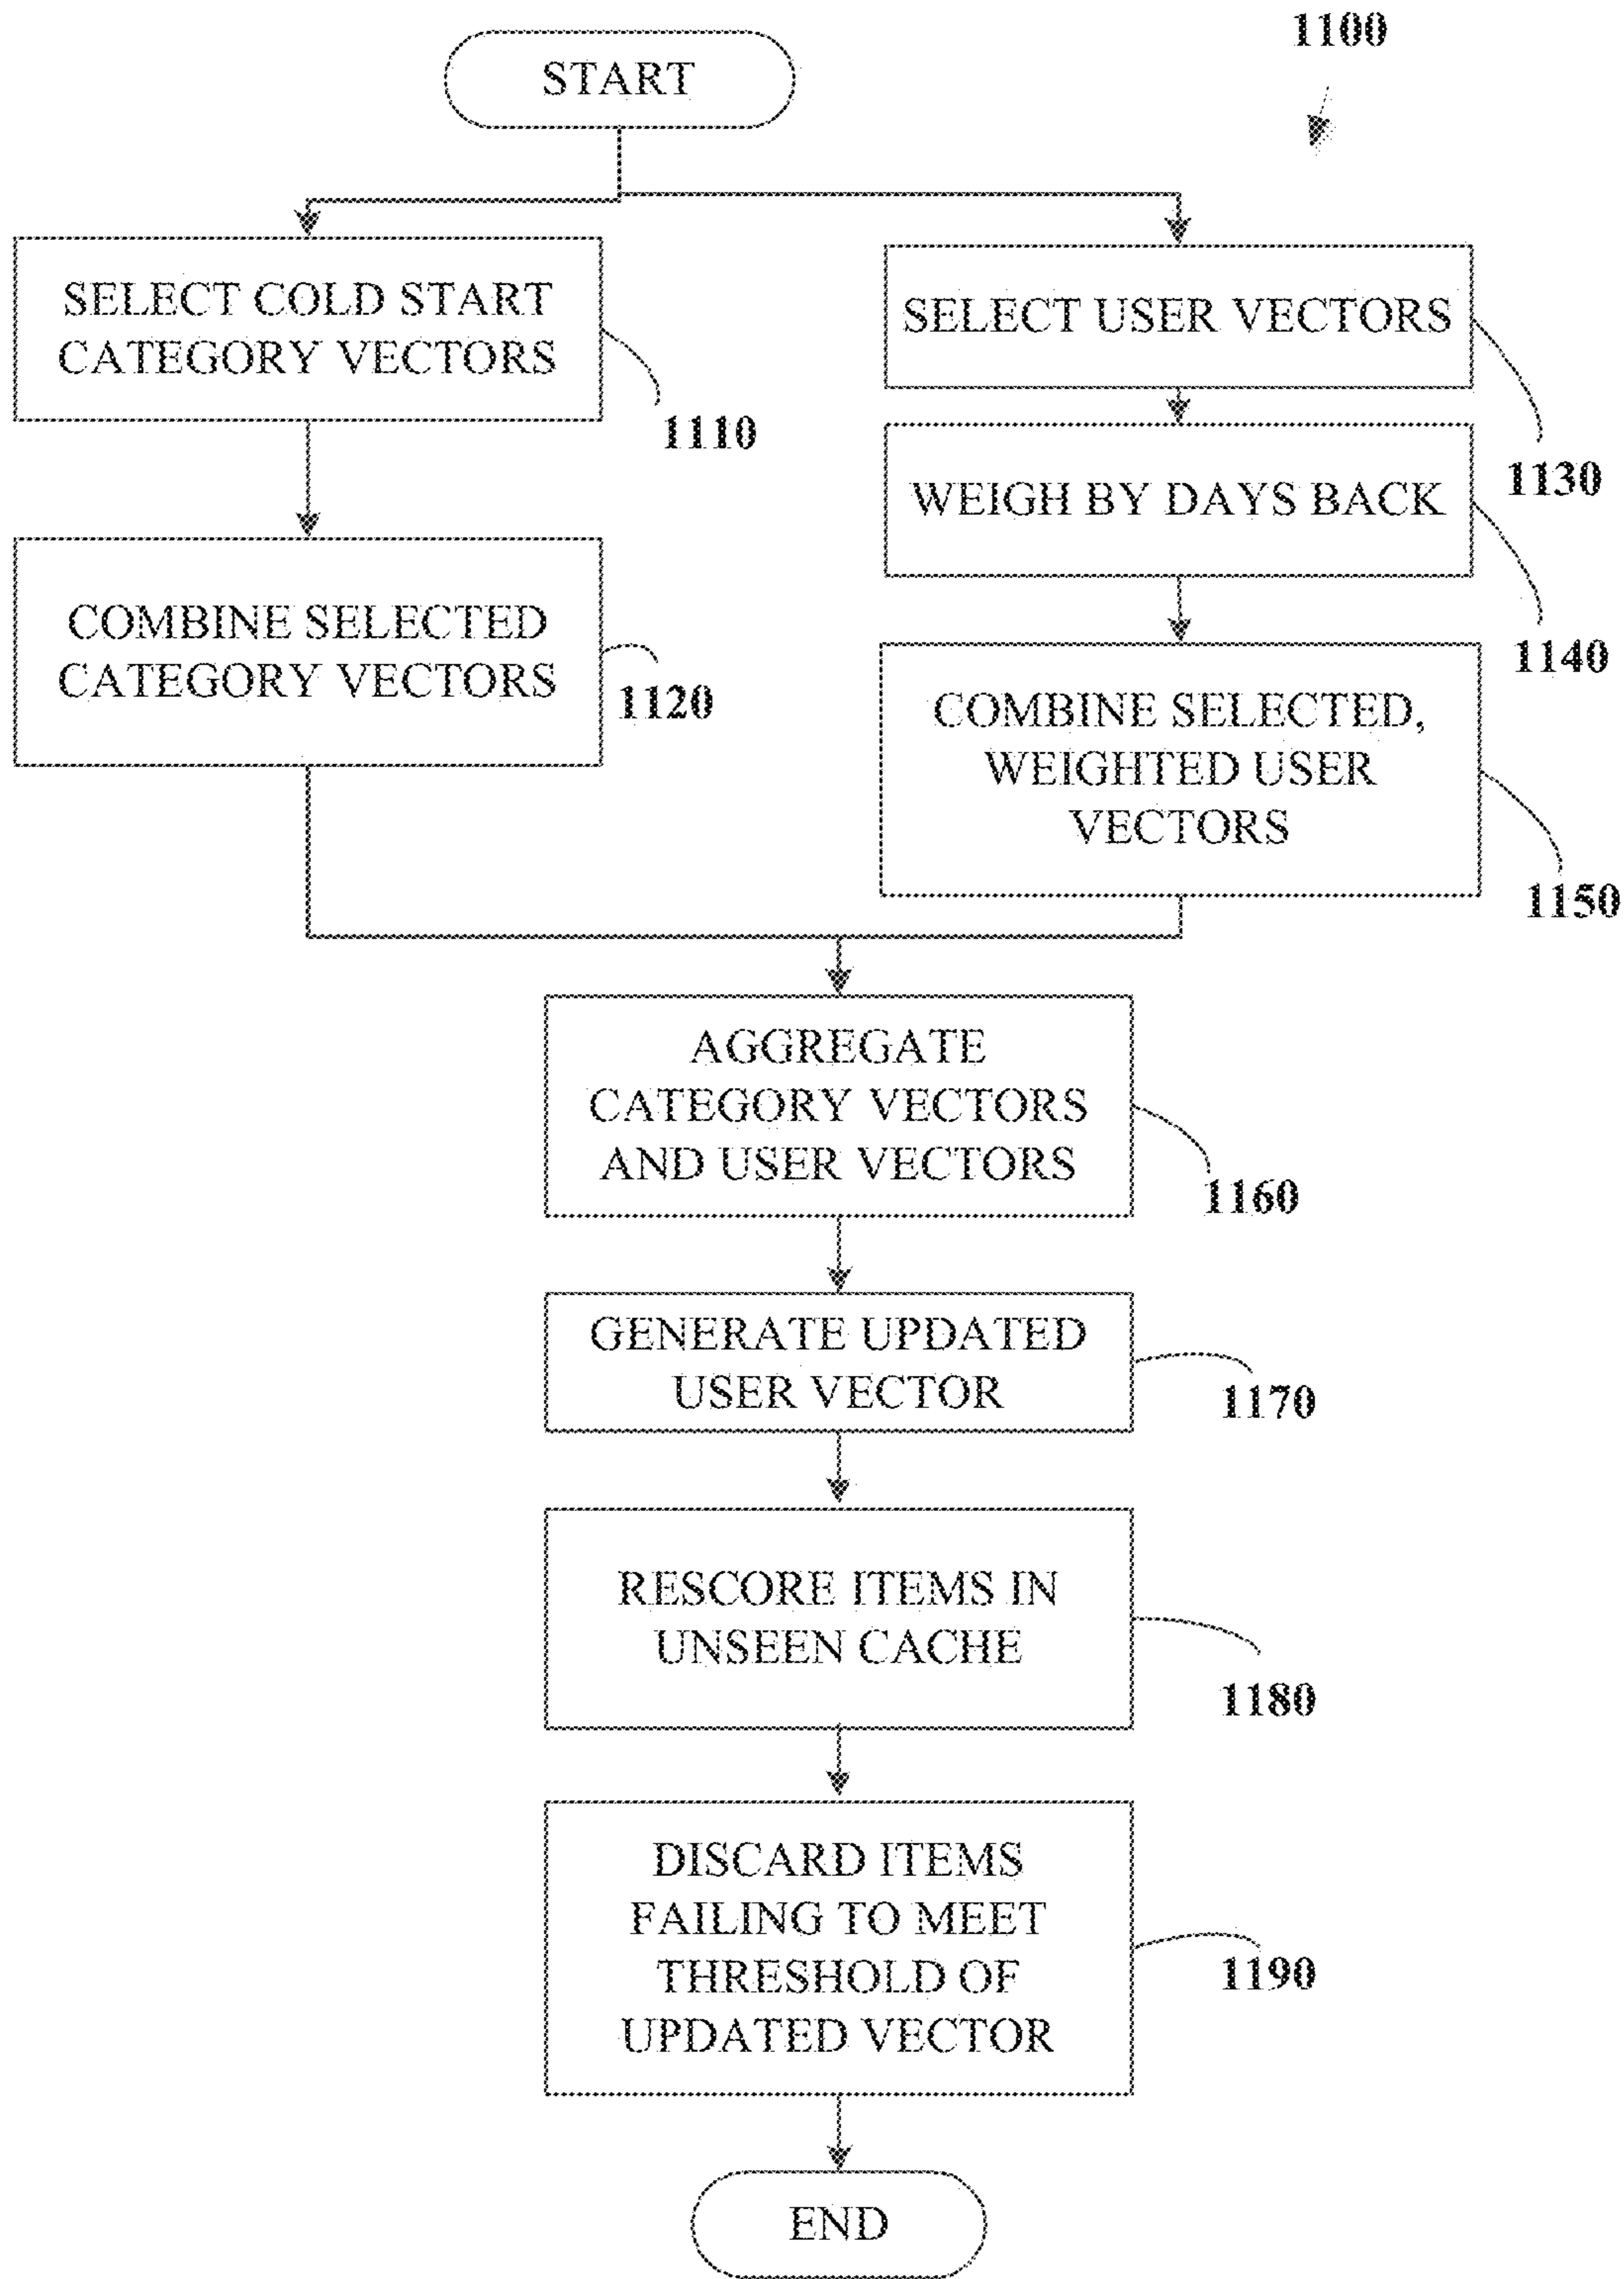 1100
START
SELECT COLD START
CATEGORY VECTORS
1110
COMBINE SELECTED
CATEGORY VECTORS
1120
SELECT USER VECTORS
1130
WEIGH BY DAYS BACK
1140
COMBINE SELECTED,
WEIGHTED USER
VECTORS
1150
AGGREGATE
CATEGORY VECTORS
AND USER VECTORS
1160
GENERATE UPDATED
USER VECTOR
1170
RESCORE ITEMS IN
UNSEEN CACHE
1180
DISCARD ITEMS
FAILING TO MEET
THRESHOLD OF
UPDATED VECTOR
1190
END